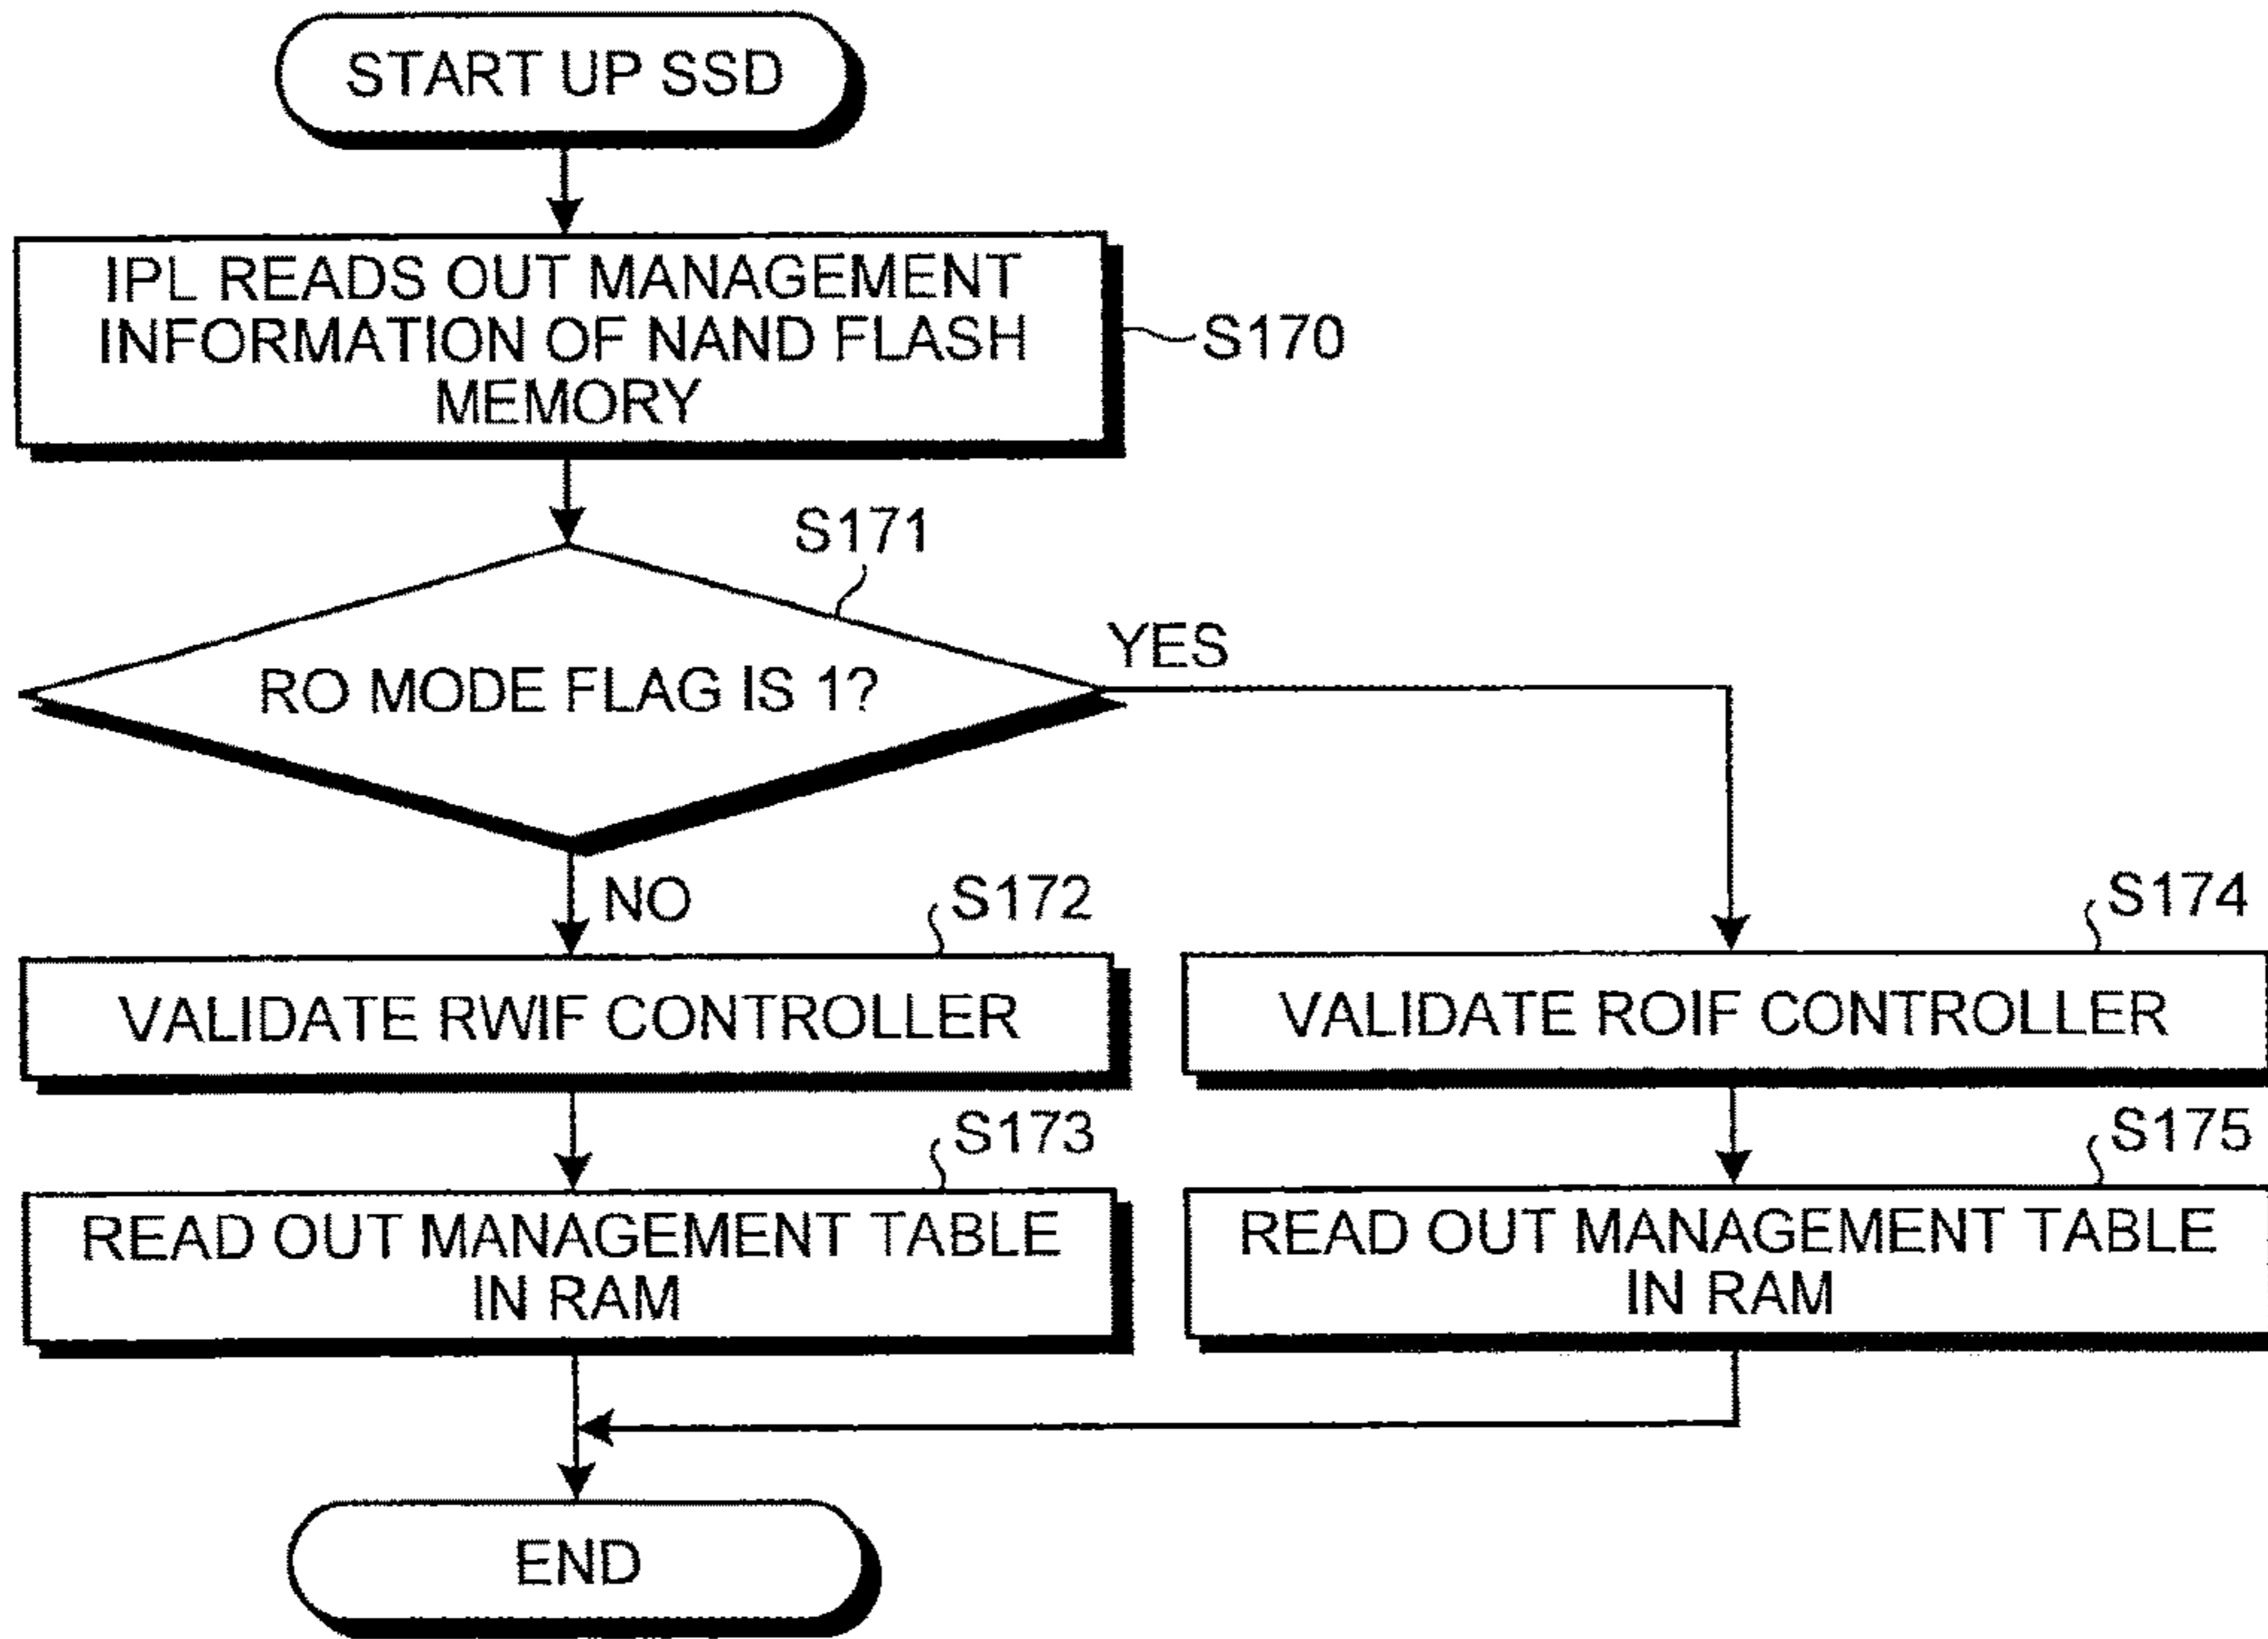 START UP SSD
IPL READS OUT MANAGEMENT
INFORMATION OF NAND FLASH
MEMORY
S170
S171
RO MODE FLAG IS 1?
YES
NO
S172
S174
VALIDATE RWIF CONTROLLER
VALIDATE ROIF CONTROLLER
S173
S175
READ OUT MANAGEMENT TABLE
IN RAM
READ OUT MANAGEMENT TABLE
IN RAM
END